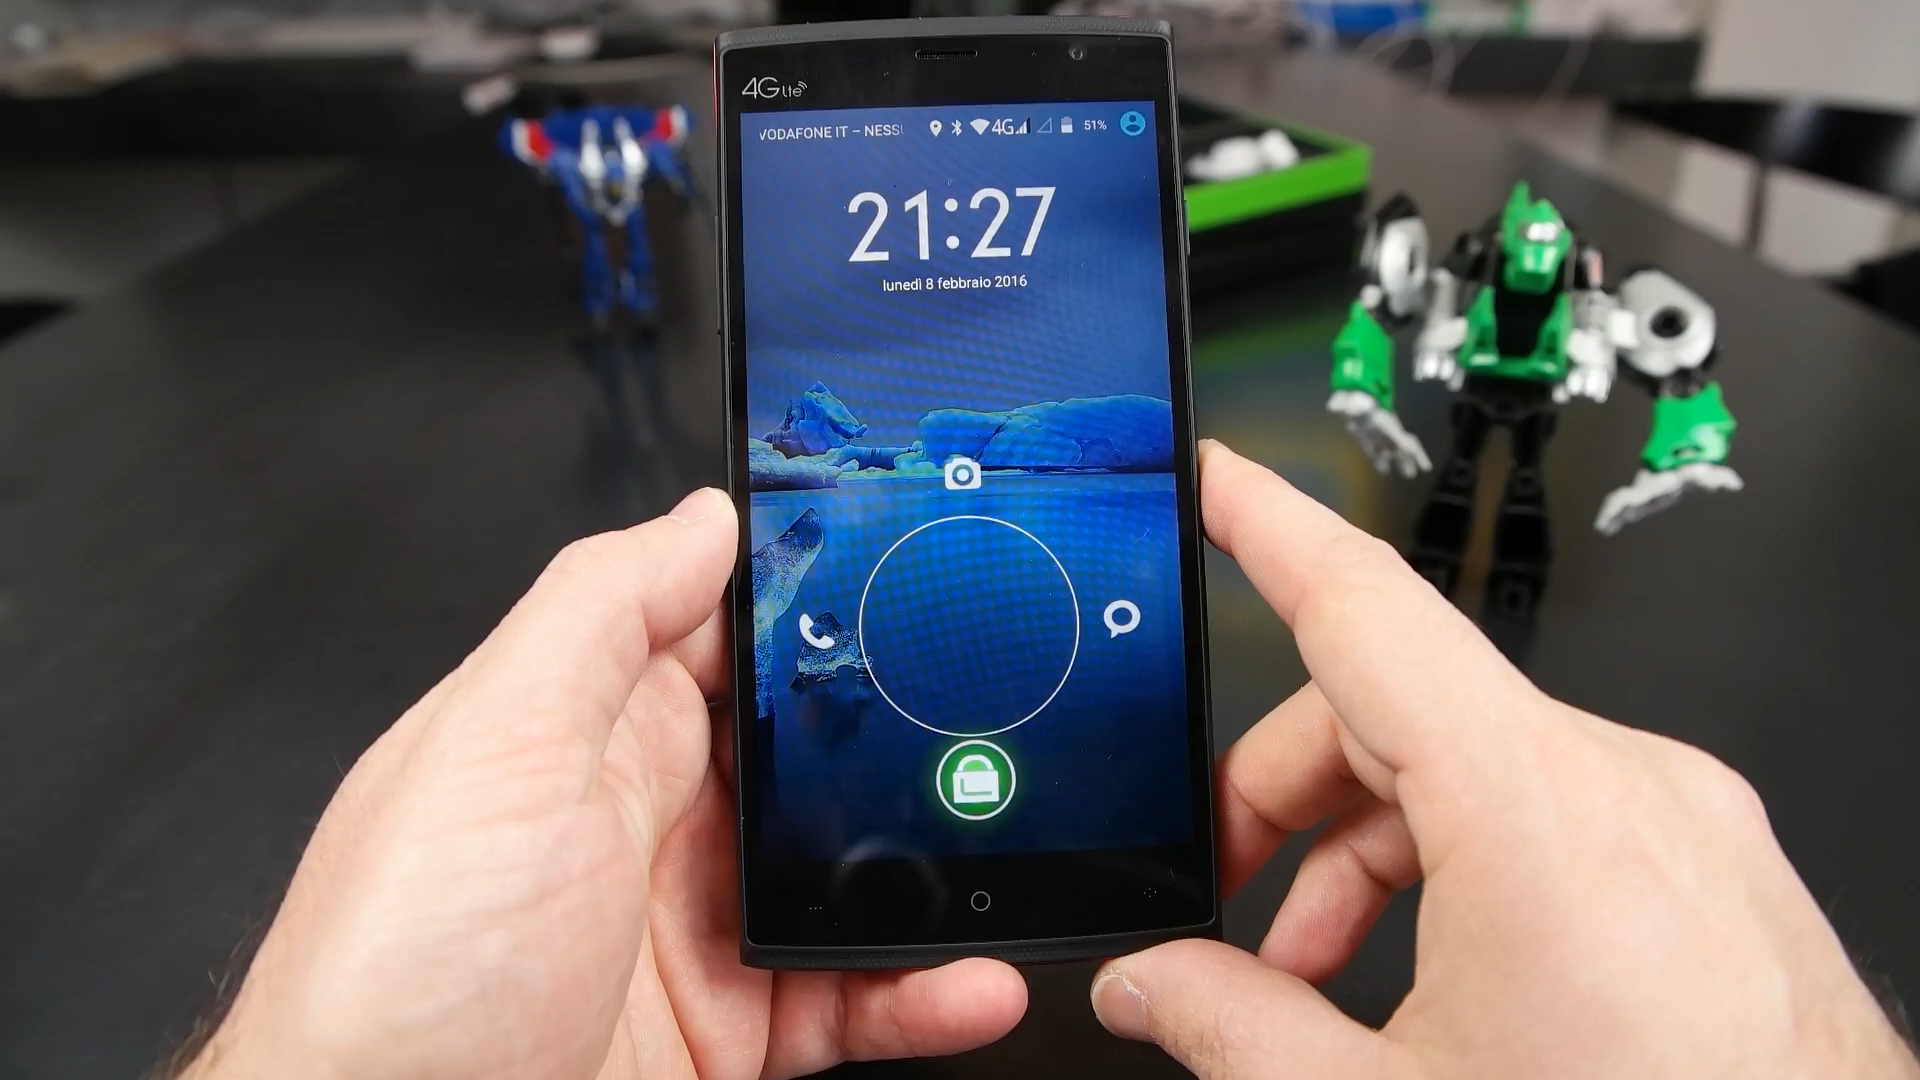 4G Lte
VODAFONE IT – NESS
4G
51%
21:27
lunedì 8 febbraio 2016